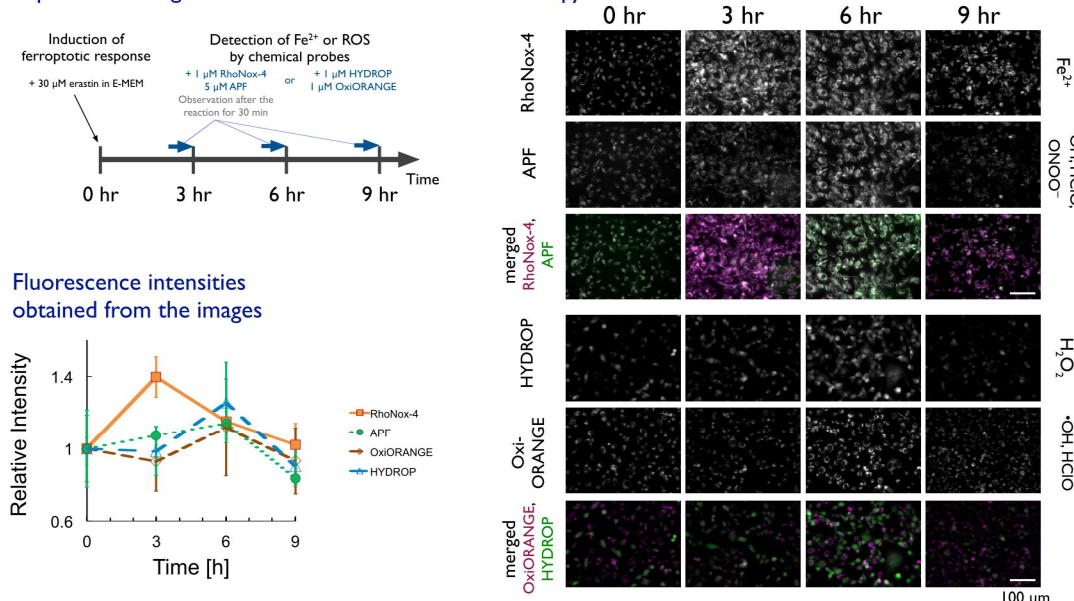 0 hr
3 hr
6 hr
9 hr
Induction of
ferroptotic response
+ 30 µM erastin in E-MEM
Detection of Fe²⁺ or ROS
by chemical probes
+ 1 µM RhoNox-4
5 µM APF
or
+ 1 µM HYDROP
1 µM OxiORANGE
Observation after the
reaction for 30 min
Time
0 hr
3 hr
6 hr
9 hr
Fluorescence intensities
obtained from the images
Relative Intensity
1.4
1
0.6
0
3
6
9
Time [h]
RhoNox-4
APF
OxiORANGE
HYDROP
RhoNox-4
Fe²⁺
APF
ONOO⁻
merged
RhoNox-4,
APF
HYDROP
H₂O₂
Oxi-
ORANGE
•OH, HClO
merged
OxiORANGE,
HYDROP
100 µm